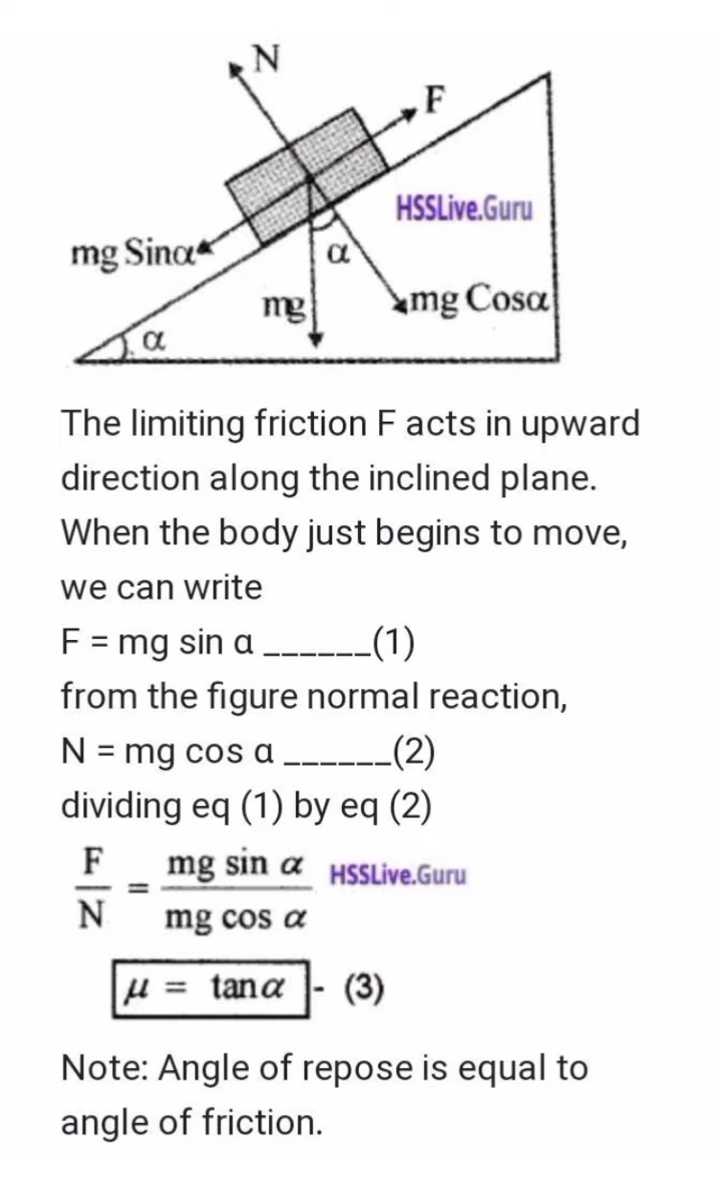 N
F
HSSLive.Guru
mg Sinα
α
mg
mg Cosα
α
The limiting friction F acts in upward
direction along the inclined plane.
When the body just begins to move,
we can write
F = mg sin α ______(1)
from the figure normal reaction,
N = mg cos α ______(2)
dividing eq (1) by eq (2)
F/N = mg sin α/mg cos α HSSLive.Guru
μ = tanα - (3)
Note: Angle of repose is equal to
angle of friction.